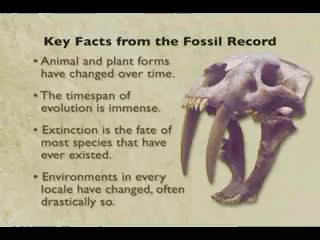 Key Facts from the Fossil Record
• Animal and plant forms
have changed over time.
• The timespan of
evolution is immense.
• Extinction is the fate of
most species that have
ever existed.
• Environments in every
locale have changed, often
drastically so.